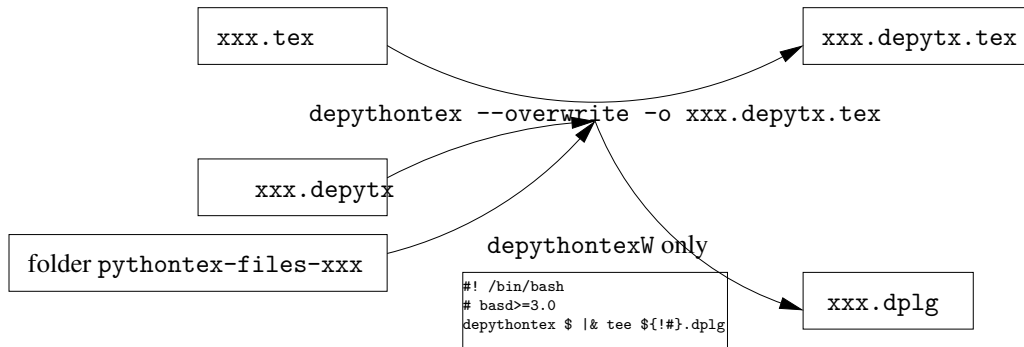 xxx.tex
xxx.depytx.tex
depythontex --overwrite -o xxx.depytx.tex
xxx.depytx
folder pythontex-files-xxx
depythontexW only
#! /bin/bash
# basd>=3.0
depythontex $ |& tee ${!#}.dplg
xxx.dplg